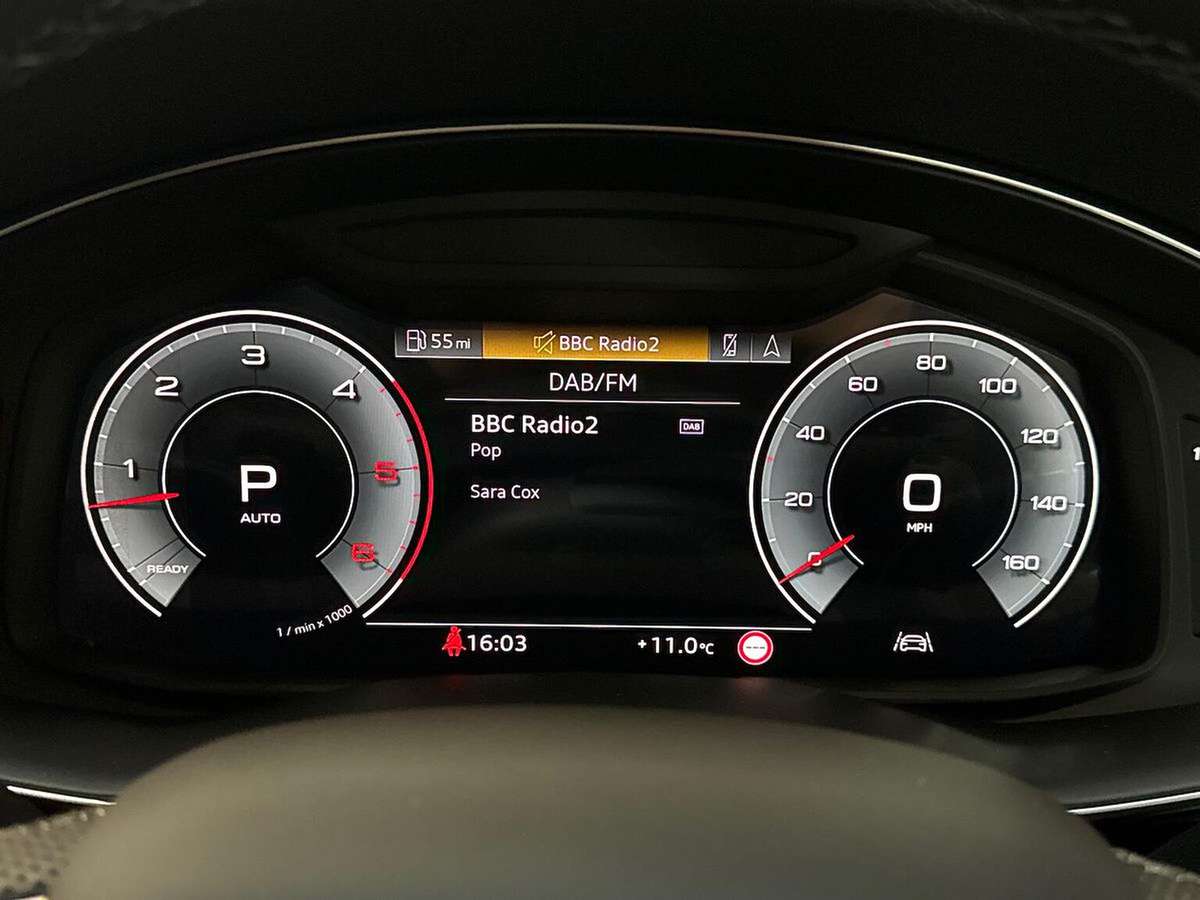 55 mi BBC Radio2
DAB/FM
BBC Radio2 DAB
Pop
Sara Cox
READY 1 2 3 4 5 6
P
AUTO
1 / min x 1000
0 20 40 60 80 100 120 140 160
0
MPH
16:03 +11.0°C